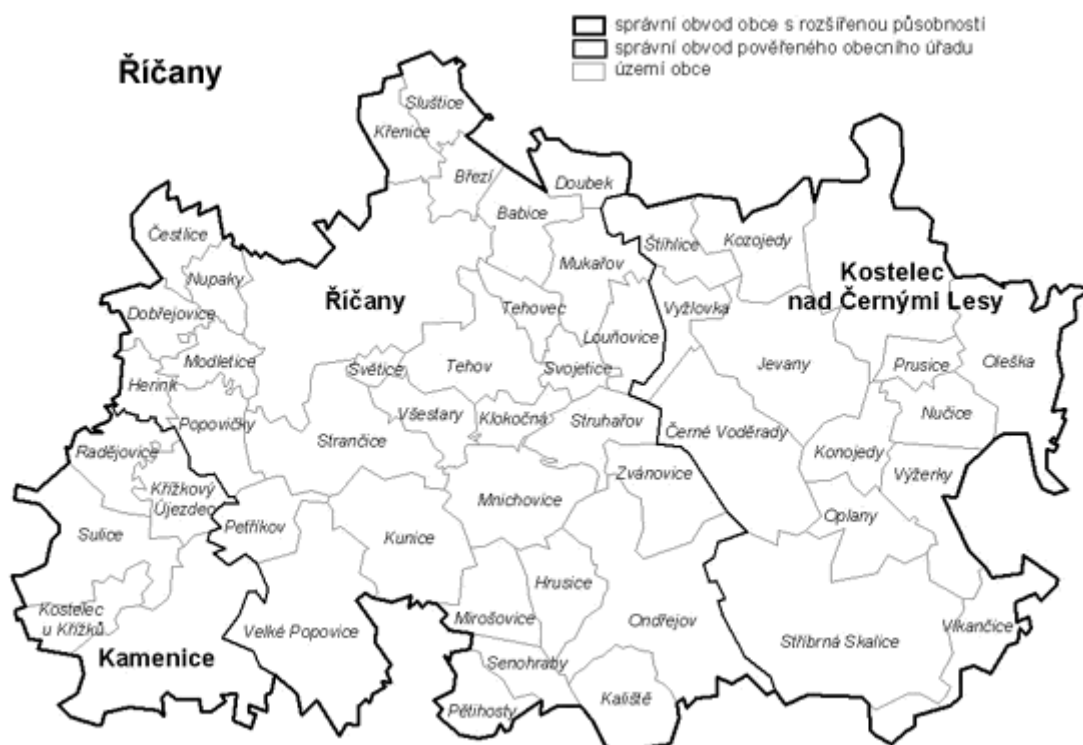 Říčany
správní obvod obce s rozšířenou působností
správní obvod pověřeného obecního úřadu
území obce
Sluštice
Křenice
Březí
Doubek
Babice
Čestlice
Štíhlice
Kozojedy
Nupaky
Mukařov
Kostelec
nad Černými Lesy
Říčany
Dobřejovice
Tehovec
Vyžlovka
Louňovice
Modletice
Světice
Tehov
Svojetice
Jevany
Prusice
Oleška
Herink
Popovičky
Všestary
Klokočná
Struhařov
Nučice
Strančice
Černé Voděrady
Radějovice
Konojedy
Zvánovice
Výžerky
Křížkový
Újezdec
Mnichovice
Petříkov
Oplany
Sulice
Kunice
Hrusice
Kostelec
u Křížků
Mirošovice
Ondřejov
Velké Popovice
Stříbrná Skalice
Vlkančice
Kamenice
Senohraby
Kaliště
Pětihosty